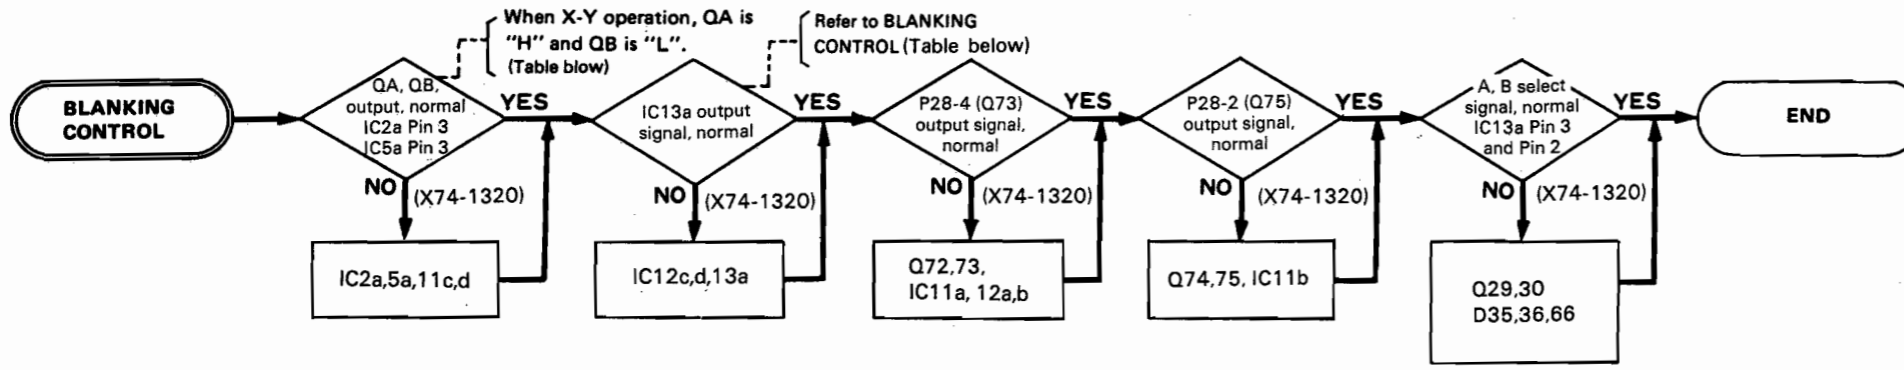 BLANKING
CONTROL
When X-Y operation, QA is
"H" and QB is "L".
(Table blow)
QA, QB,
output, normal
IC2a Pin 3
IC5a Pin 3
YES
NO
(X74-1320)
IC2a,5a,11c,d
Refer to BLANKING
CONTROL (Table below)
IC13a output
signal, normal
YES
NO
(X74-1320)
IC12c,d,13a
P28-4 (Q73)
output signal,
normal
YES
NO
(X74-1320)
Q72,73,
IC11a, 12a,b
P28-2 (Q75)
output signal,
normal
YES
NO
(X74-1320)
Q74,75, IC11b
A, B select
signal, normal
IC13a Pin 3
and Pin 2
YES
NO
(X74-1320)
Q29,30
D35,36,66
END